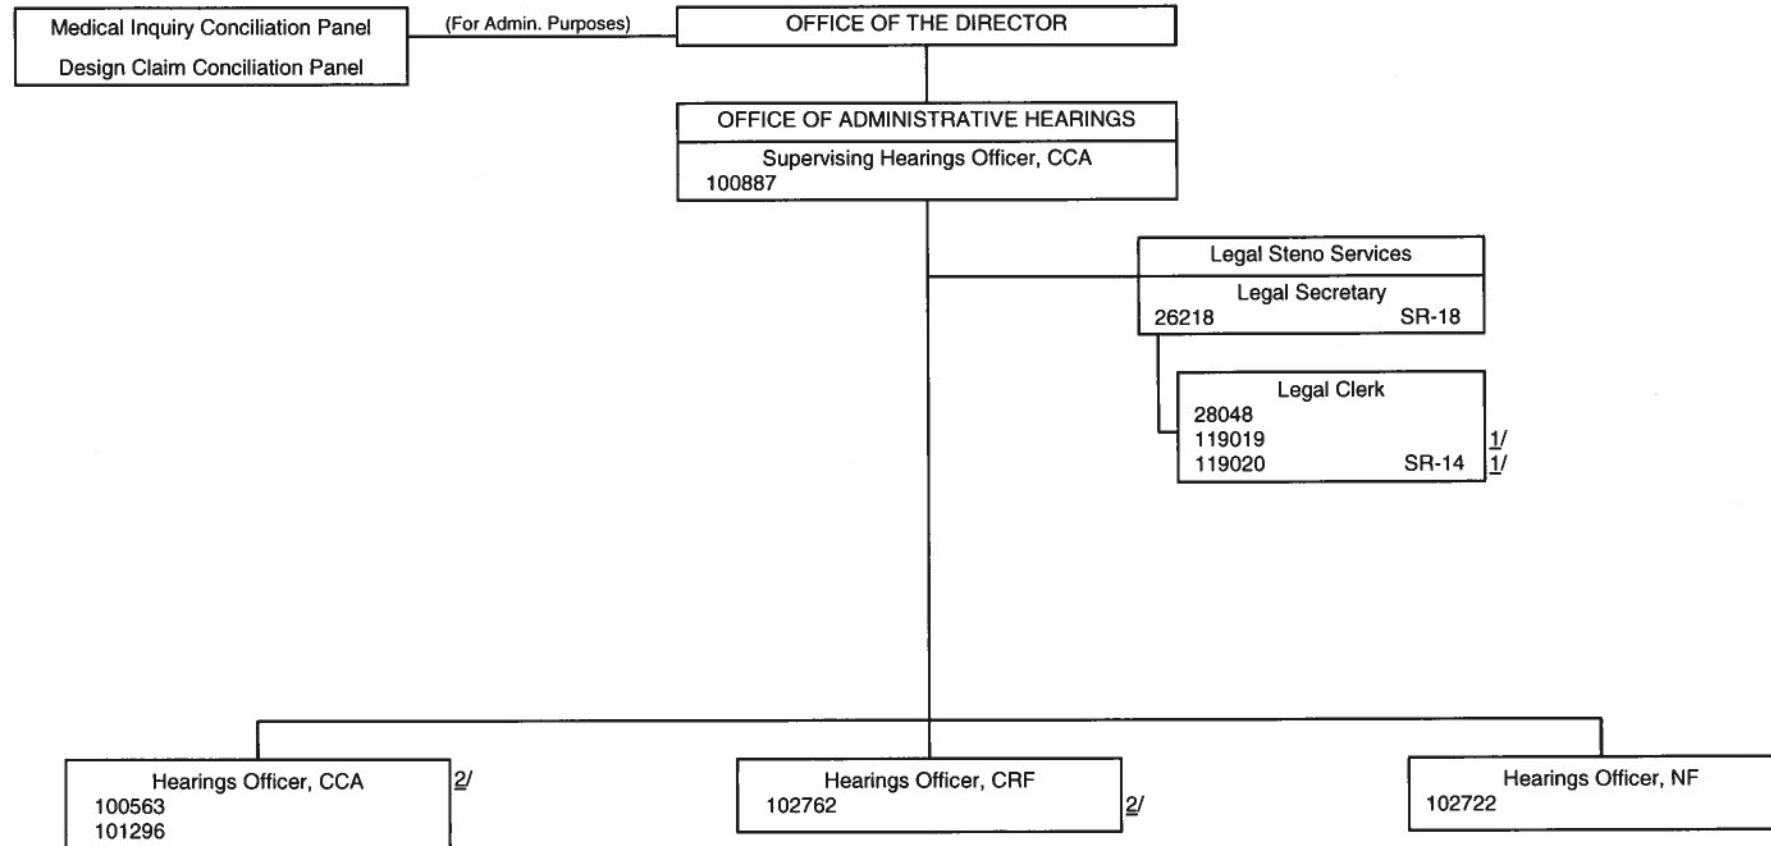 Medical Inquiry Conciliation Panel
Design Claim Conciliation Panel
(For Admin. Purposes)
OFFICE OF THE DIRECTOR
OFFICE OF ADMINISTRATIVE HEARINGS
Supervising Hearings Officer, CCA
100887
Legal Steno Services
Legal Secretary
26218 SR-18
Legal Clerk
28048
119019 1/
119020 SR-14 1/
Hearings Officer, CCA 2/
100563
101296
Hearings Officer, CRF
102762 2/
Hearings Officer, NF
102722